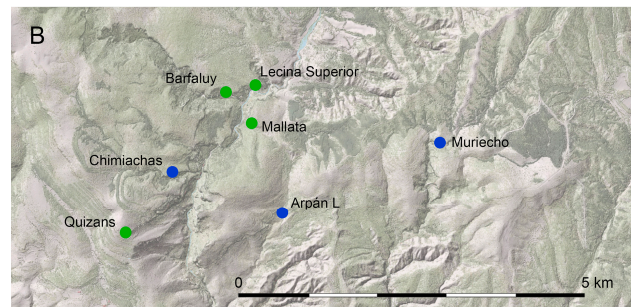 B
Lecina Superior
Barfaluy
Mallata
Muriecho
Chimiachas
Arpán L
Quizans
0 5 km